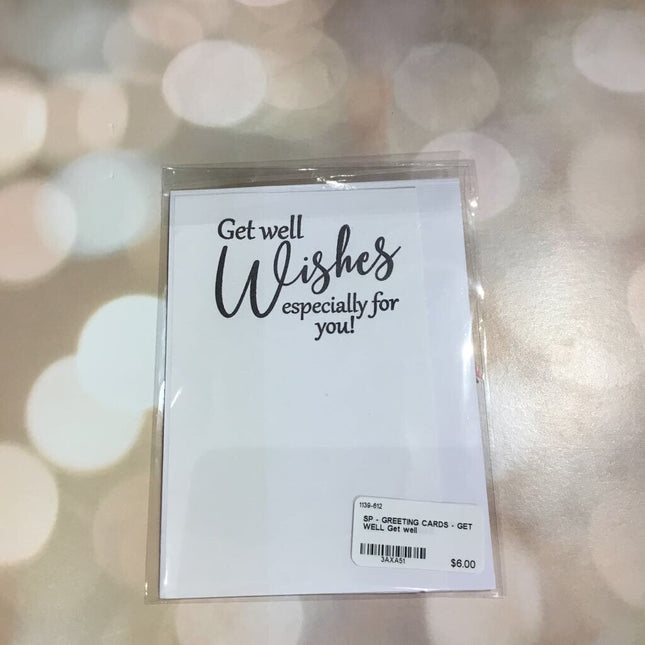 Get well
Wishes
especially for
you!
1139-612
SP - GREETING CARDS - GET
WELL Get well
3AXA51
$6.00